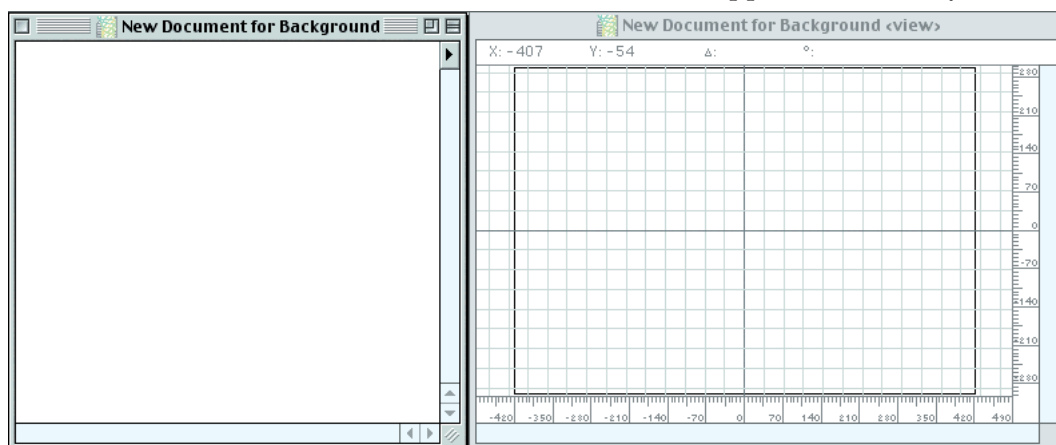 New Document for Background
New Document for Background <view>
X: -407 Y: -54 Δ: °:
280
210
140
70
0
-70
-140
-210
-280
-420 -350 -280 -210 -140 -70 0 70 140 210 280 350 420 490